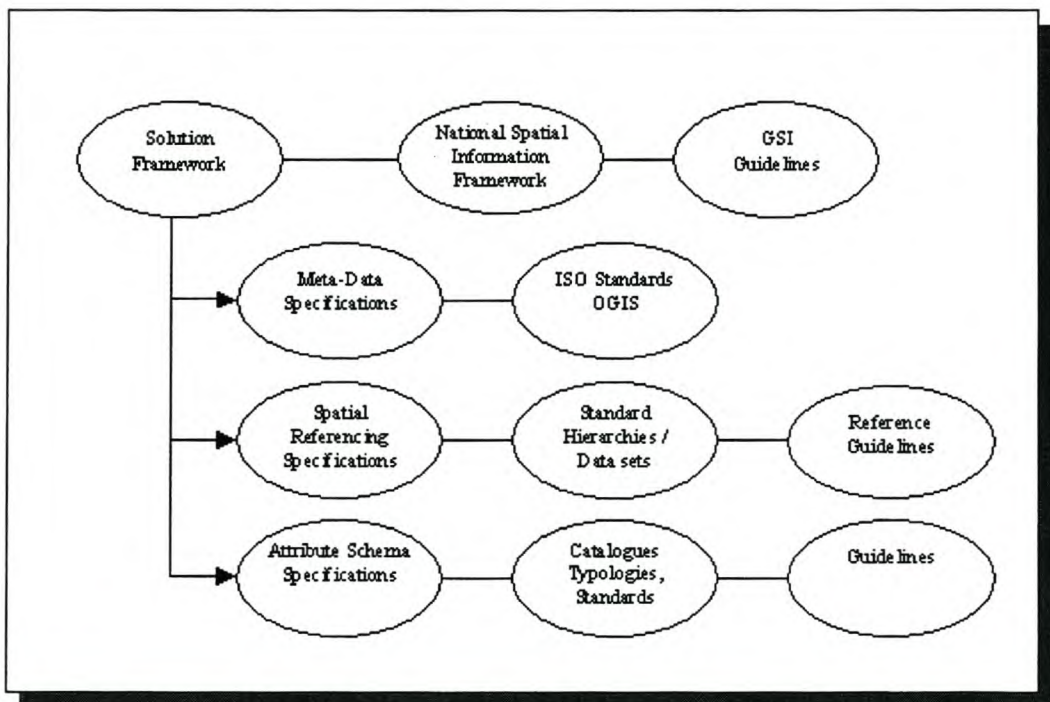 Solution
Framework
National Spatial
Information
Framework
GSI
Guidelines
Meta-Data
Specifications
ISO Standards
OGIS
Spatial
Referencing
Specifications
Standard
Hierarchies /
Data sets
Reference
Guidelines
Attribute Schema
Specifications
Catalogues
Typologies,
Standards
Guidelines